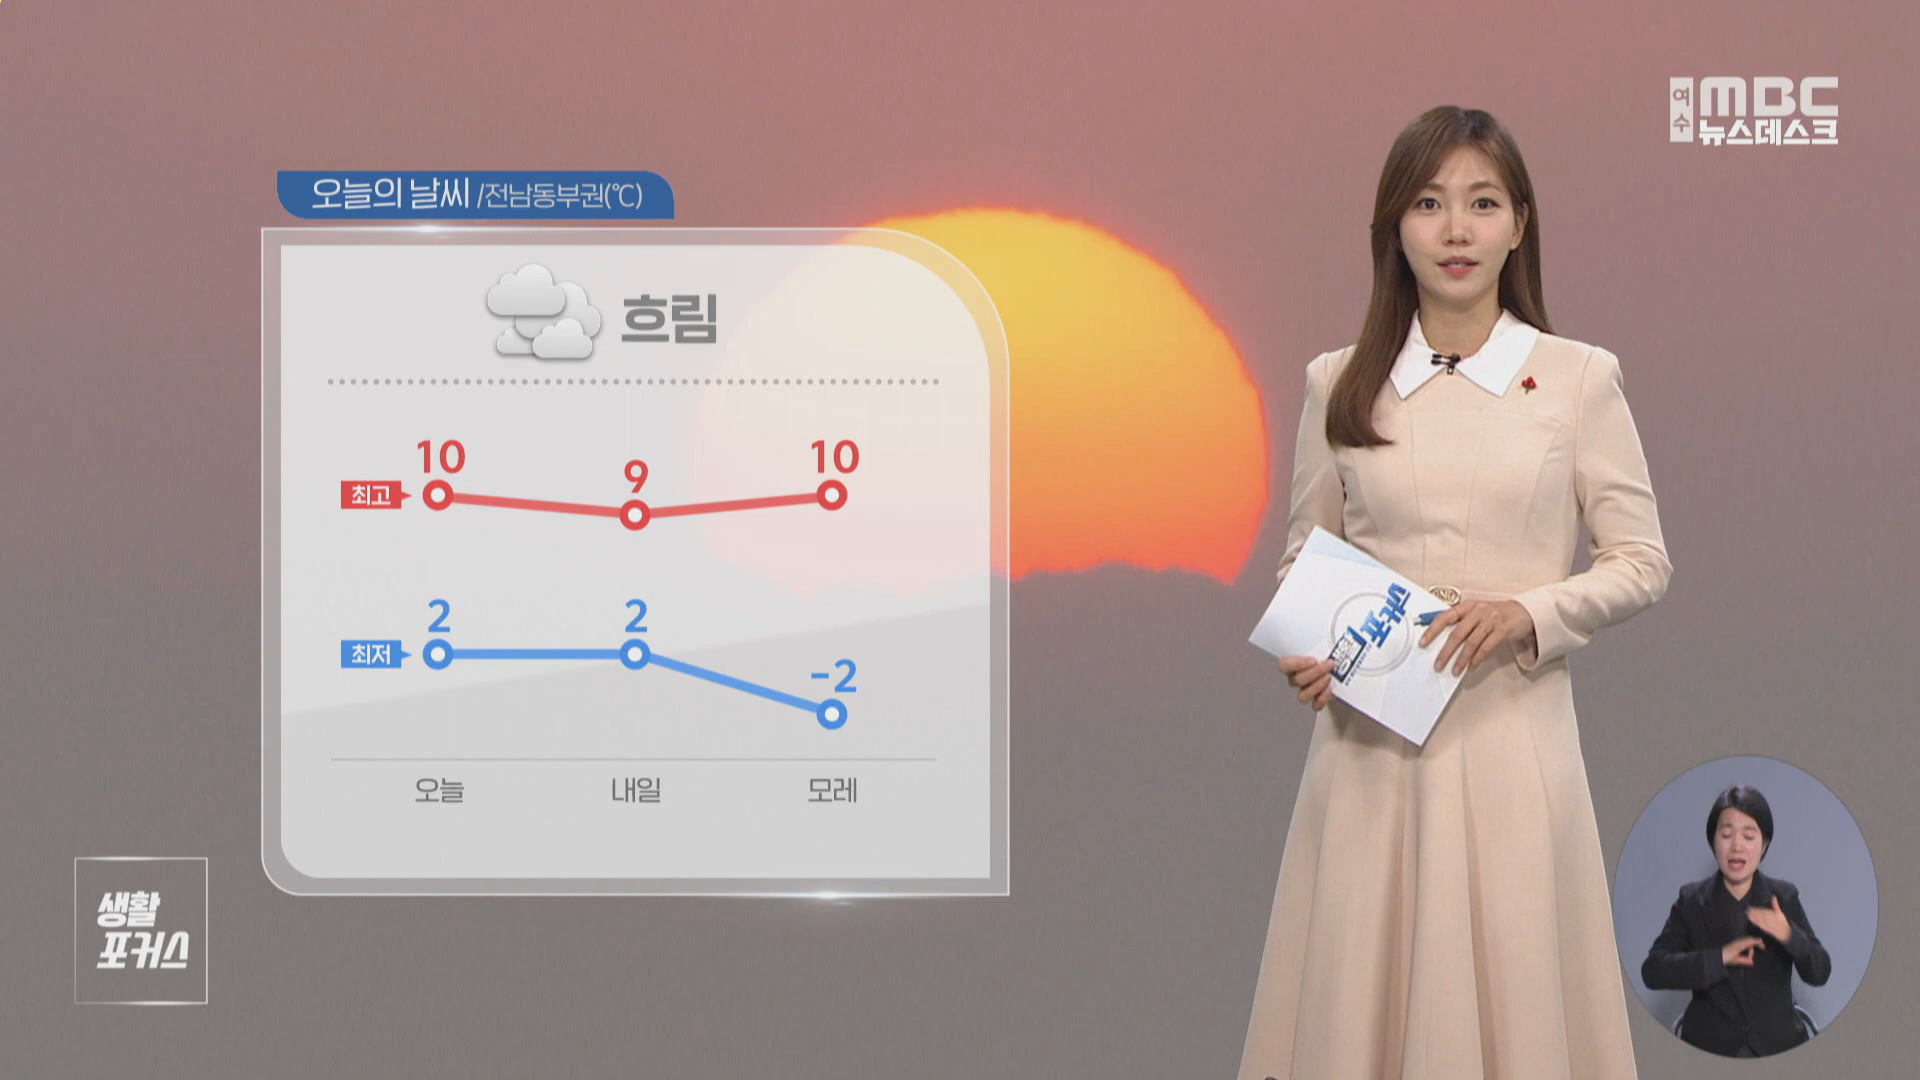 여수 MBC
뉴스데스크
오늘의 날씨 /전남동부권(℃)
흐림
10 9 10
최고
2 2 -2
최저
오늘 내일 모레
생활
포커스